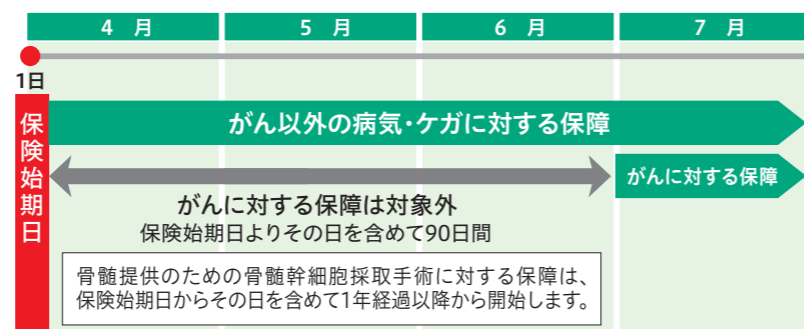 4 月
5 月
6 月
7 月
1日
保険始期日
がん以外の病気・ケガに対する保障
がんに対する保障
がんに対する保障は対象外
保険始期日よりその日を含めて90日間
骨髄提供のための骨髄幹細胞採取手術に対する保障は、
保険始期日からその日を含めて1年経過以降から開始します。